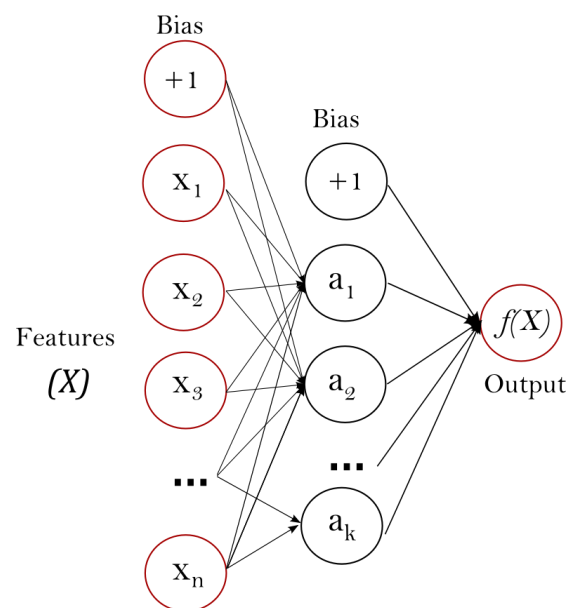 Bias
+1
Bias
x₁
+1
x₂
a₁
Features
(X)
f(X)
x₃
a₂
Output
...
...
aₖ
xₙ